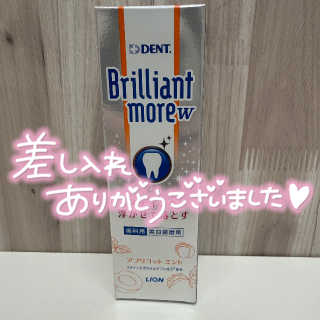 DENT.
Brilliant
more W
差し入れ
ありがとうございました♡
浮かせて落とす
歯科用 美白歯磨剤
アプリコットミント
LION